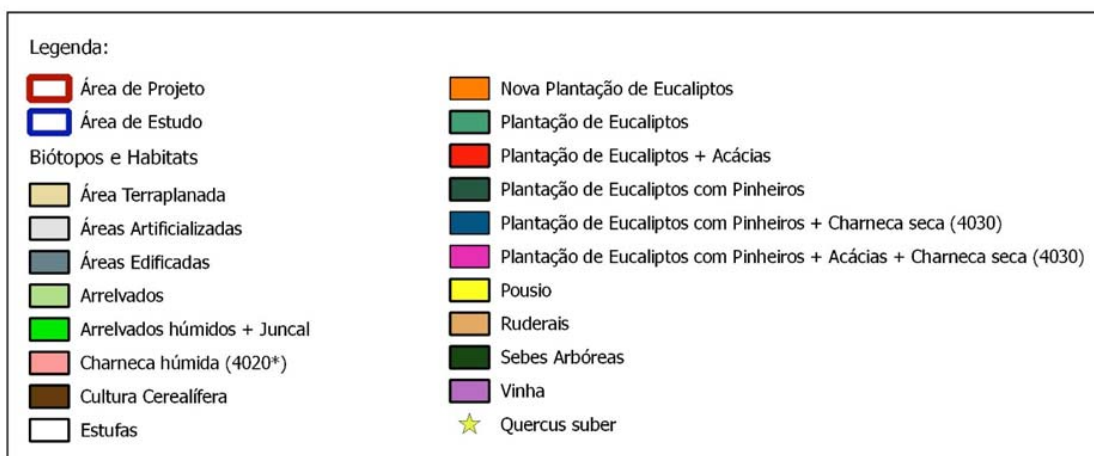 Legenda:
Área de Projeto
Área de Estudo
Biótopos e Habitats
Área Terraplanada
Áreas Artificializadas
Áreas Edificadas
Arrelvados
Arrelvados húmidos + Juncal
Charneca húmida (4020*)
Cultura Cerealífera
Estufas
Nova Plantação de Eucaliptos
Plantação de Eucaliptos
Plantação de Eucaliptos + Acácias
Plantação de Eucaliptos com Pinheiros
Plantação de Eucaliptos com Pinheiros + Charneca seca (4030)
Plantação de Eucaliptos com Pinheiros + Acácias + Charneca seca (4030)
Pousio
Ruderais
Sebes Arbóreas
Vinha
Quercus suber